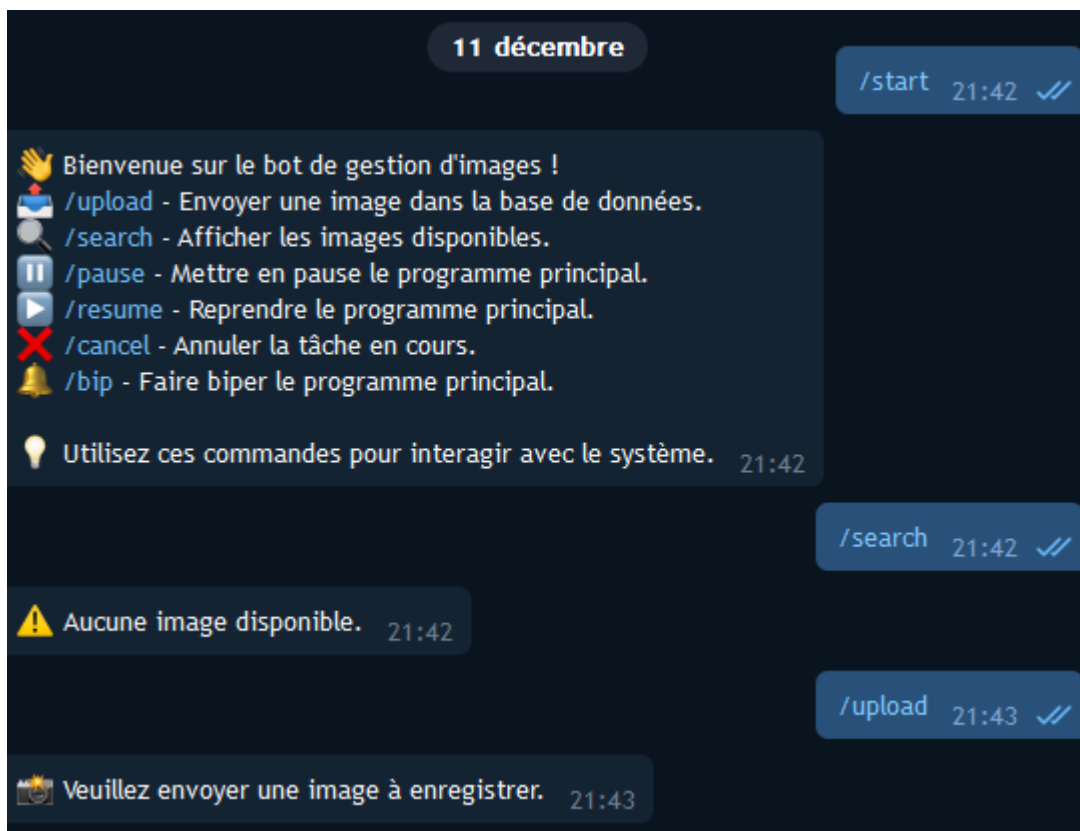 11 décembre
/start 21:42
👋 Bienvenue sur le bot de gestion d'images !
📤 /upload - Envoyer une image dans la base de données.
🔍 /search - Afficher les images disponibles.
⏸️ /pause - Mettre en pause le programme principal.
▶️ /resume - Reprendre le programme principal.
❌ /cancel - Annuler la tâche en cours.
🔔 /bip - Faire biper le programme principal.
💡 Utilisez ces commandes pour interagir avec le système. 21:42
/search 21:42
⚠️ Aucune image disponible. 21:42
/upload 21:43
📸 Veuillez envoyer une image à enregistrer. 21:43